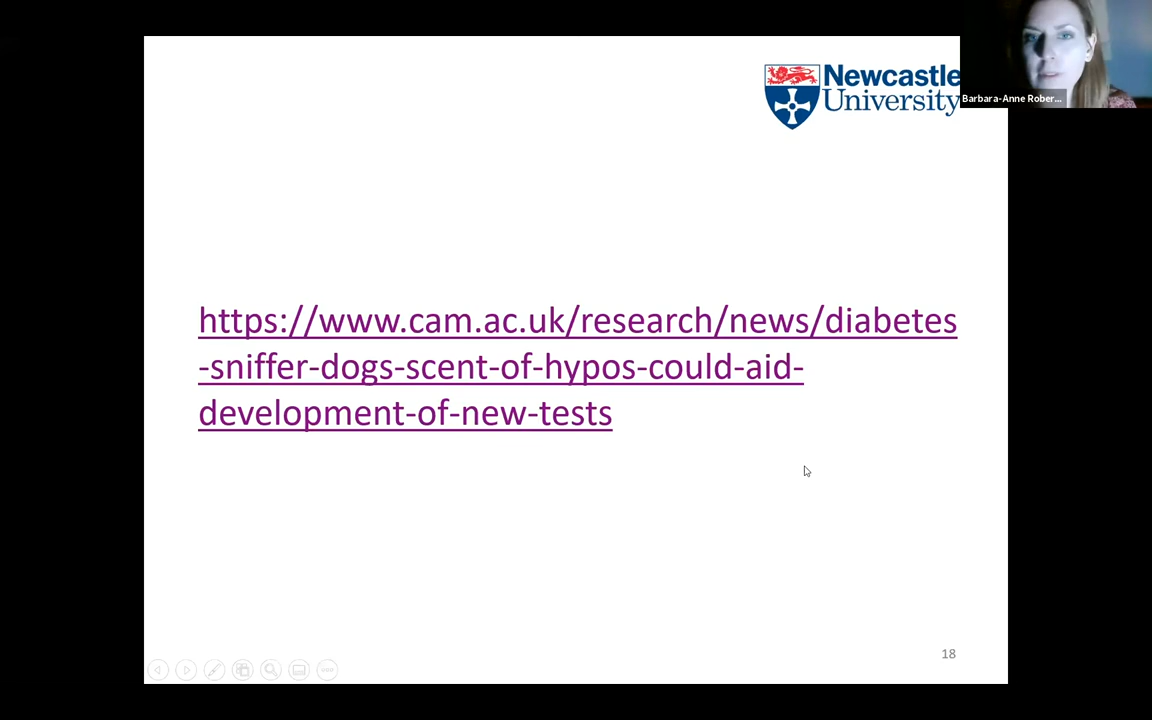 Newcastle
University
Barbara-Anne Rober...
https://www.cam.ac.uk/research/news/diabetes
-sniffer-dogs-scent-of-hypos-could-aid-
development-of-new-tests
18